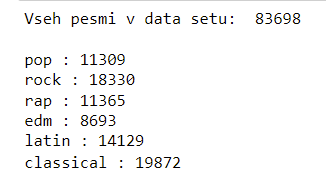 Vseh pesmi v data setu:  83698
pop : 11309
rock : 18330
rap : 11365
edm : 8693
latin : 14129
classical : 19872